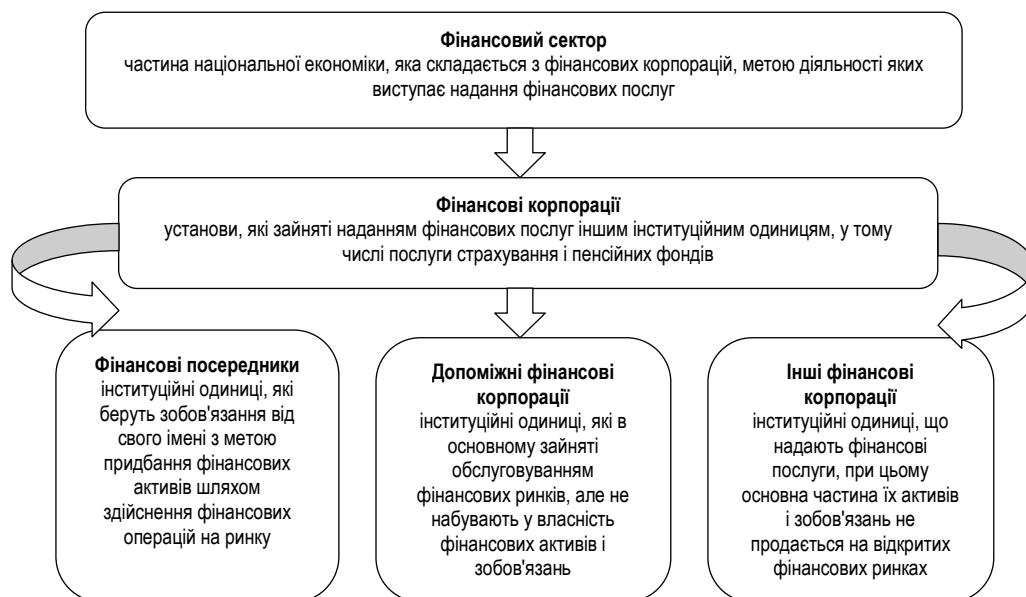 Фінансовий сектор
частина національної економіки, яка складається з фінансових корпорацій, метою діяльності яких
виступає надання фінансових послуг
Фінансові корпорації
установи, які зайняті наданням фінансових послуг іншим інституційним одиницям, у тому
числі послуги страхування і пенсійних фондів
Фінансові посередники
інституційні одиниці, які
беруть зобов'язання від
свого імені з метою
придбання фінансових
активів шляхом
здійснення фінансових
операцій на ринку
Допоміжні фінансові
корпорації
інституційні одиниці, які в
основному зайняті
обслуговуванням
фінансових ринків, але не
набувають у власність
фінансових активів і
зобов'язань
Інші фінансові
корпорації
інституційні одиниці, що
надають фінансові
послуги, при цьому
основна частина їх активів
і зобов'язань не
продається на відкритих
фінансових ринках